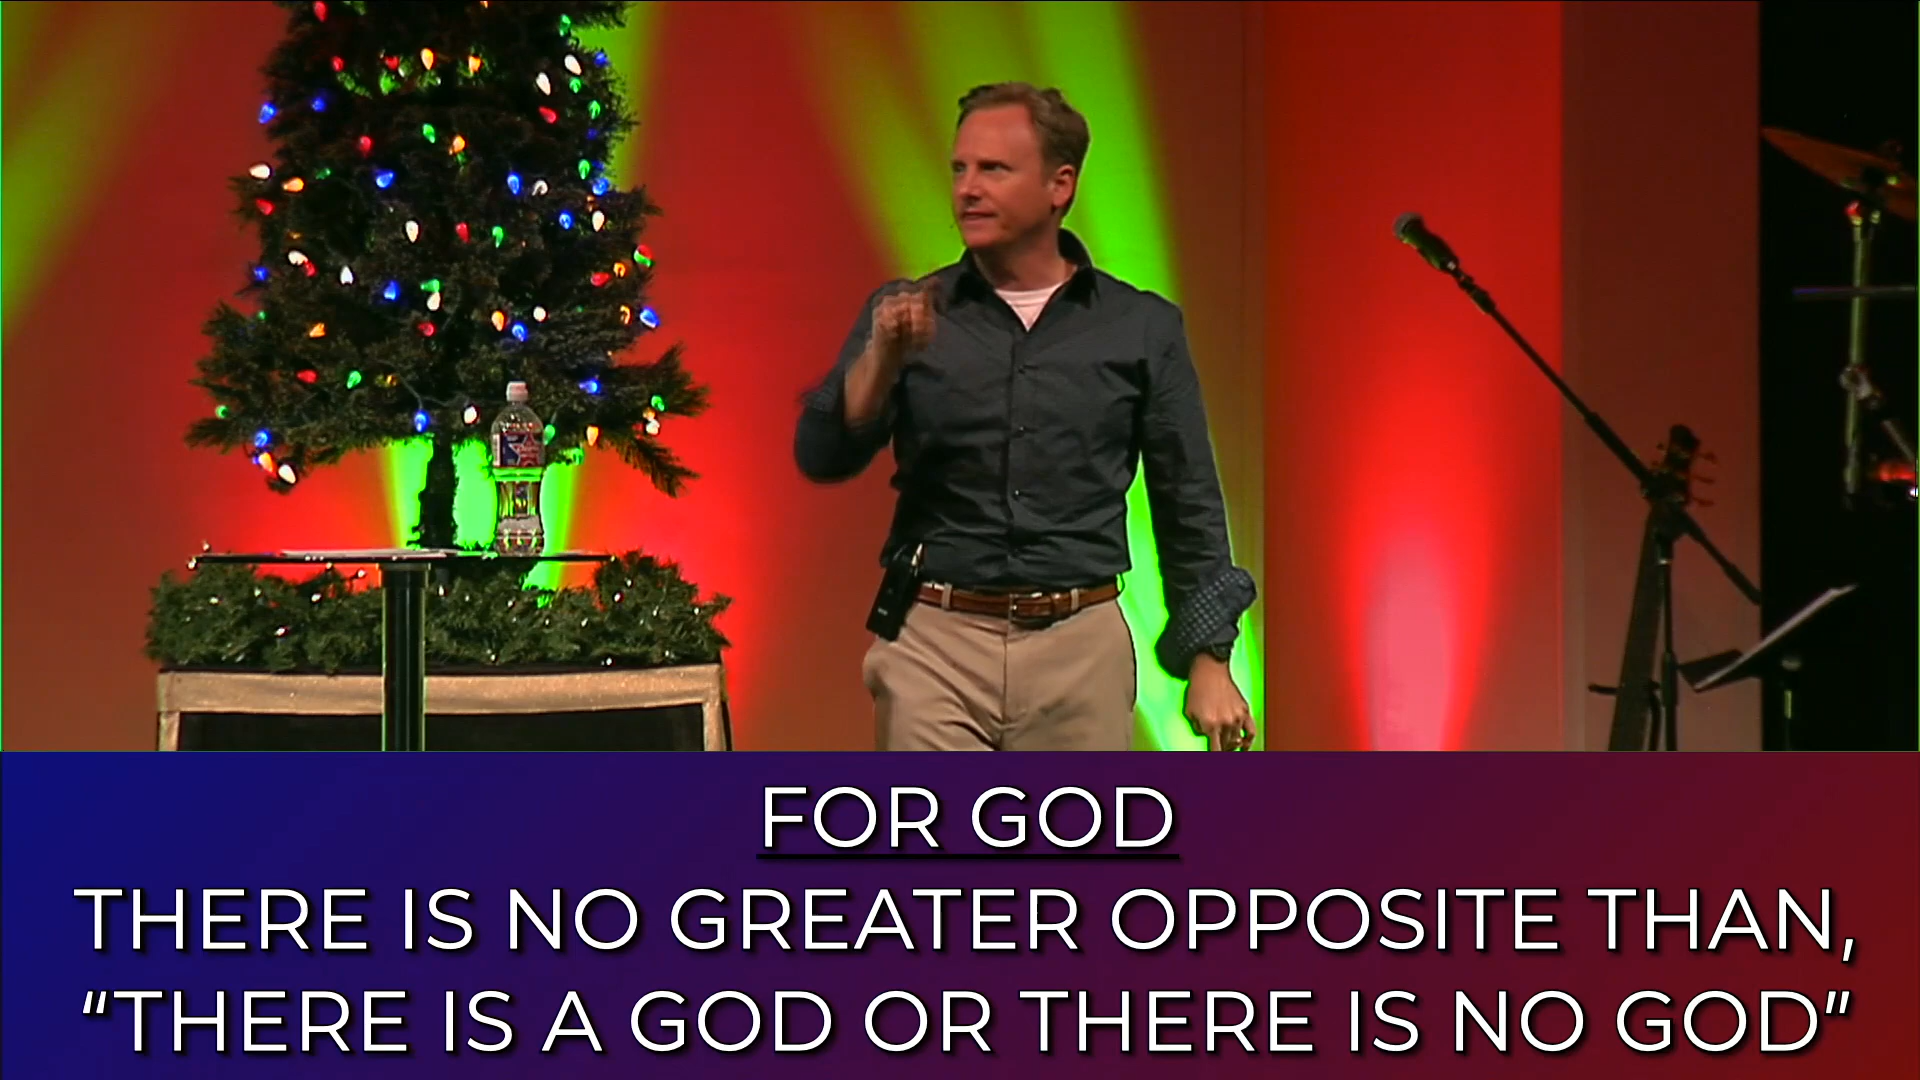 FOR GOD
THERE IS NO GREATER OPPOSITE THAN,
“THERE IS A GOD OR THERE IS NO GOD”